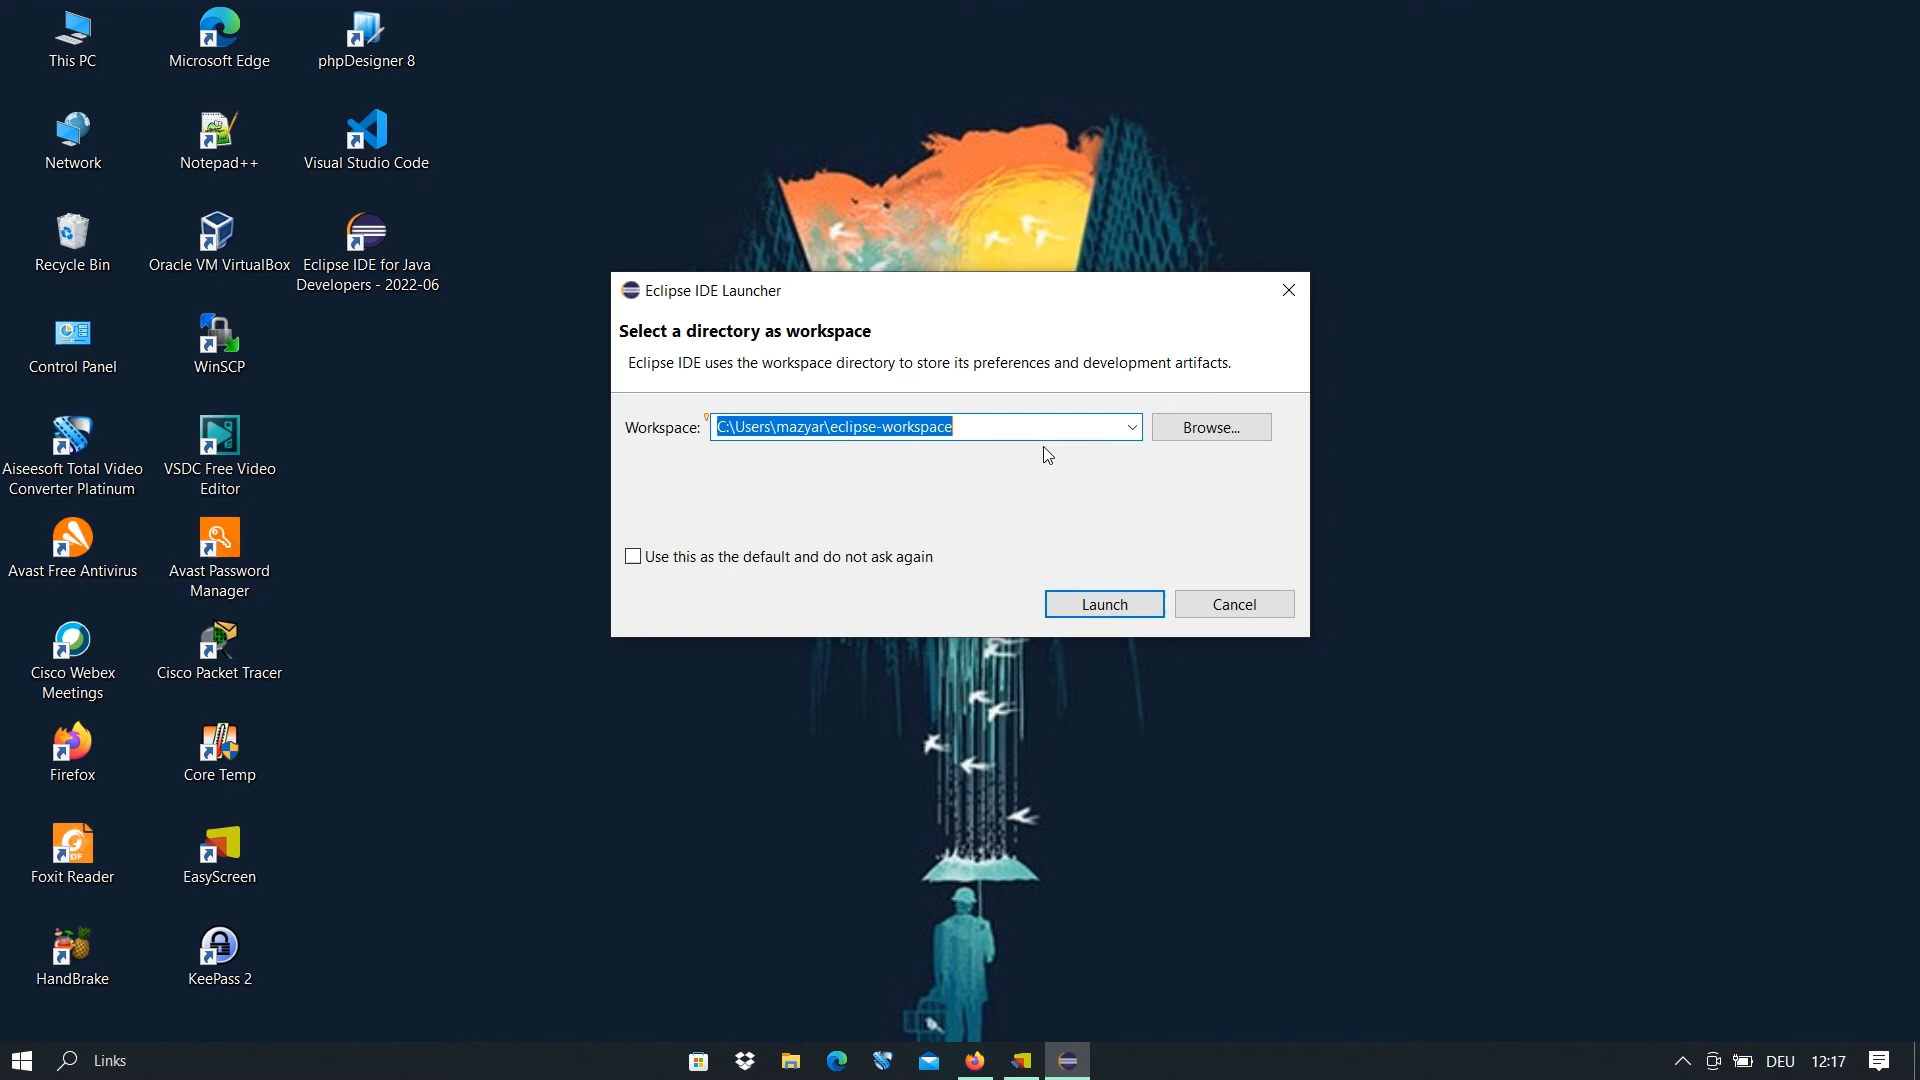 This PC
Microsoft Edge
phpDesigner 8
Network
Notepad++
Visual Studio Code
Recycle Bin
Oracle VM VirtualBox
Eclipse IDE for Java
Developers - 2022-06
Control Panel
WinSCP
Aiseesoft Total Video
Converter Platinum
VSDC Free Video
Editor
Avast Free Antivirus
Avast Password
Manager
Cisco Webex
Meetings
Cisco Packet Tracer
Firefox
Core Temp
Foxit Reader
EasyScreen
HandBrake
KeePass 2
Eclipse IDE Launcher
Select a directory as workspace
Eclipse IDE uses the workspace directory to store its preferences and development artifacts.
Workspace: C:\Users\mazyar\eclipse-workspace Browse...
Use this as the default and do not ask again
Launch Cancel
Links
DEU 12:17